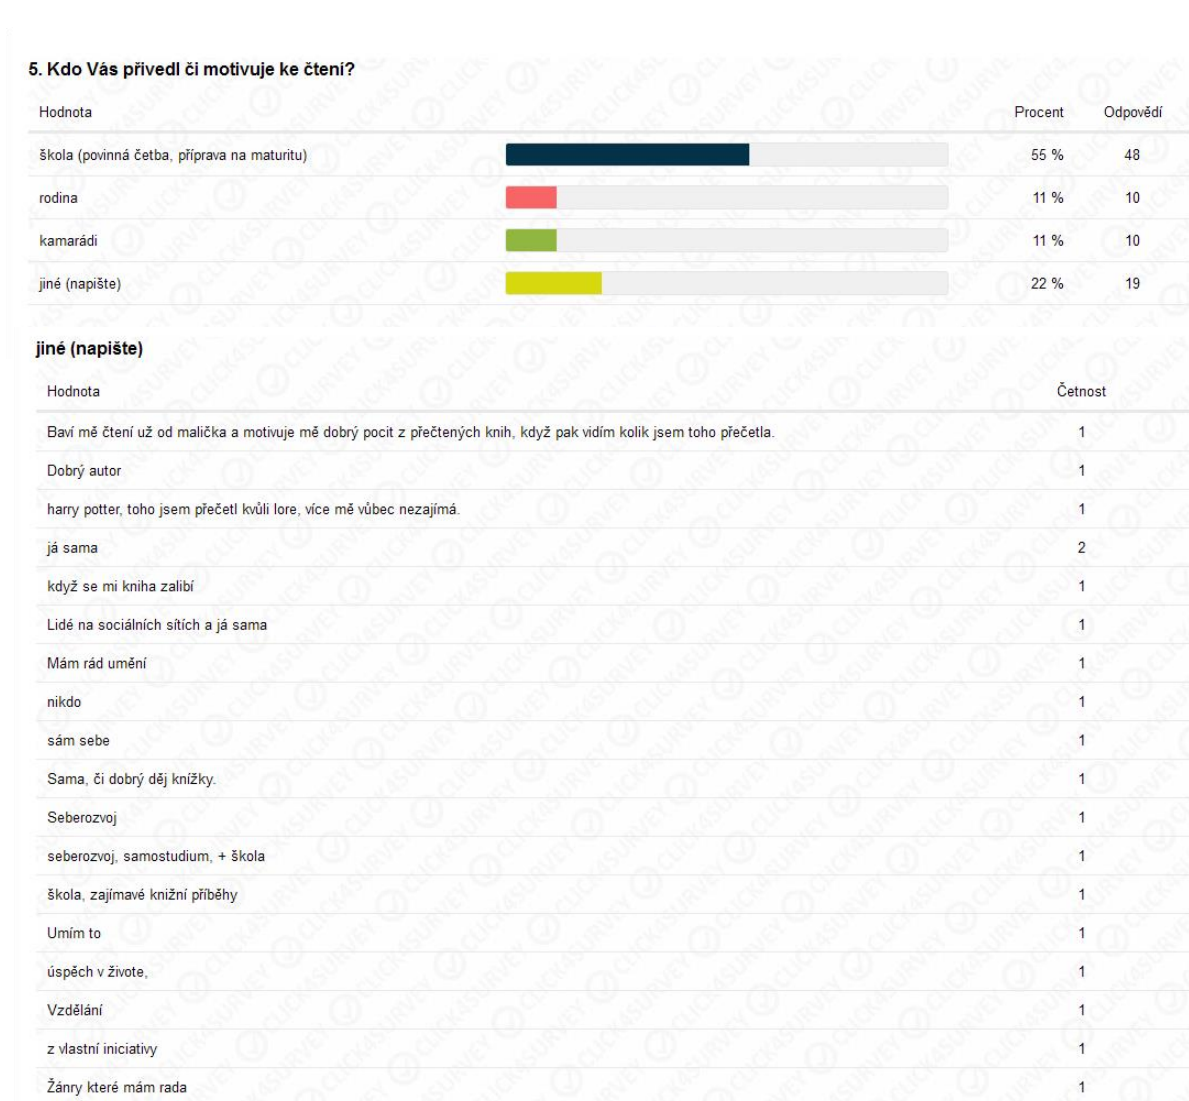 5. Kdo Vás přivedl či motivuje ke čtení?
Hodnota Procent Odpovědí
škola (povinná četba, příprava na maturitu) 55 % 48
rodina 11 % 10
kamarádi 11 % 10
jiné (napište) 22 % 19
jiné (napište)
Hodnota Četnost
Baví mě čtení už od malička a motivuje mě dobrý pocit z přečtených knih, když pak vidím kolik jsem toho přečetla. 1
Dobrý autor 1
harry potter, toho jsem přečetl kvůli lore, více mě vůbec nezajímá. 1
já sama 2
když se mi kniha zalibí 1
Lidé na sociálních sítích a já sama 1
Mám rád umění 1
nikdo 1
sám sebe 1
Sama, či dobrý děj knížky. 1
Seberozvoj 1
seberozvoj, samostudium, + škola 1
škola, zajímavé knižní příběhy 1
Umím to 1
úspěch v živote, 1
Vzdělání 1
z vlastní iniciativy 1
Žánry které mám rada 1